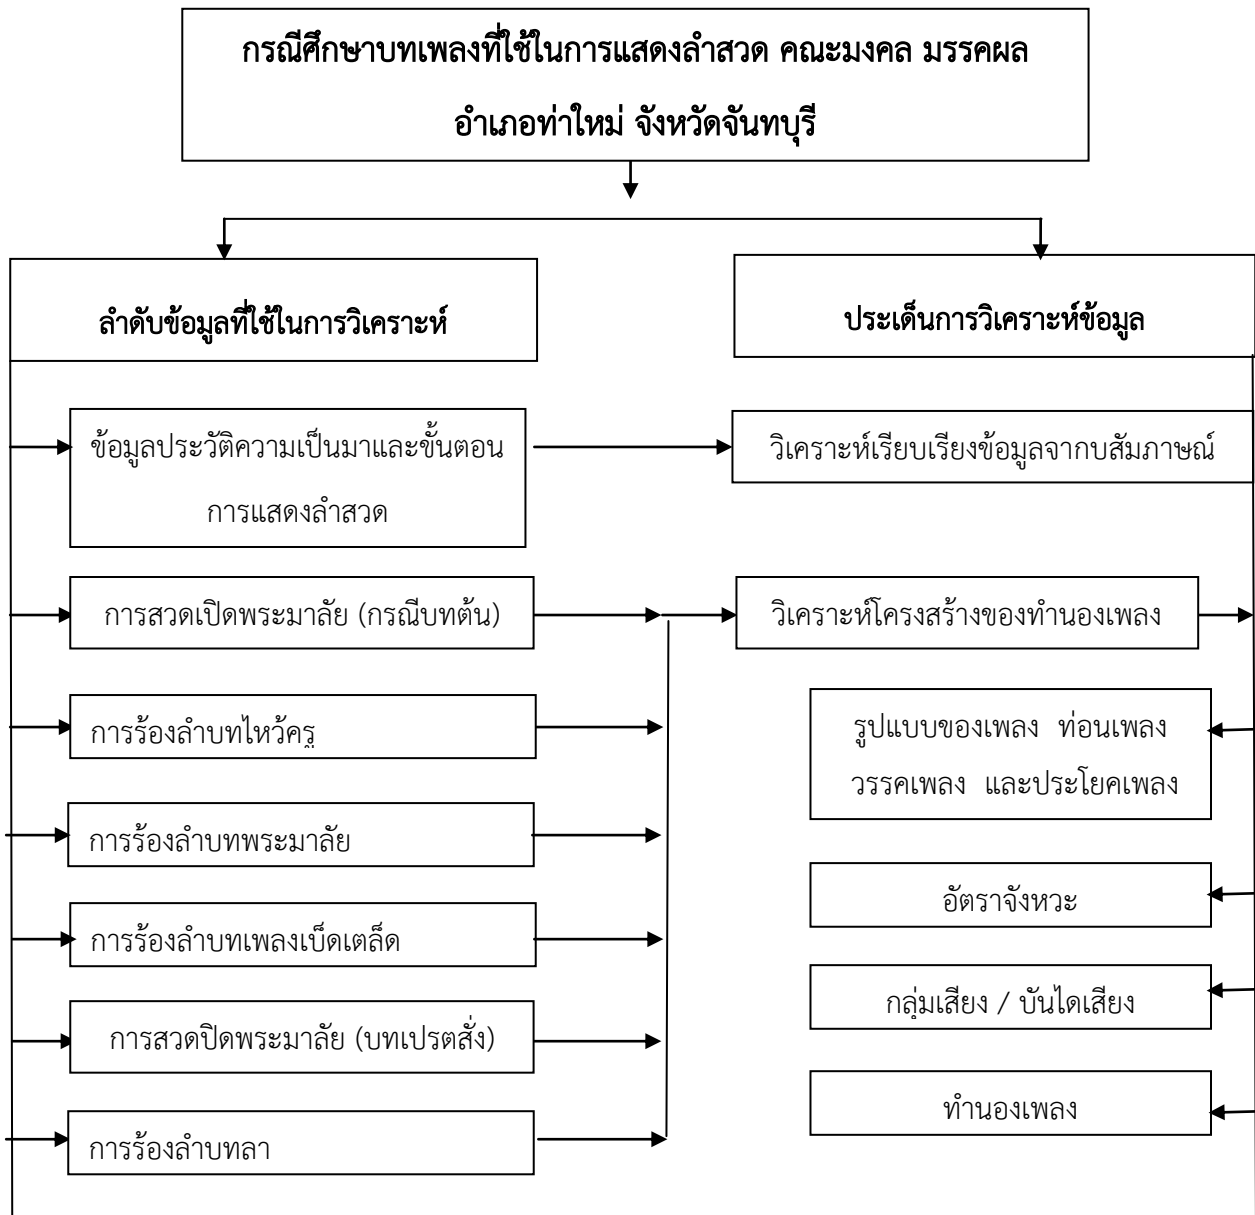 กรณีศึกษาบทเพลงที่ใช้ในการแสดงลำสวด คณะมงคล มรรคผล
อำเภอท่าใหม่ จังหวัดจันทบุรี
ลำดับข้อมูลที่ใช้ในการวิเคราะห์
ประเด็นการวิเคราะห์ข้อมูล
ข้อมูลประวัติความเป็นมาและขั้นตอน
การแสดงลำสวด
วิเคราะห์เรียบเรียงข้อมูลจากบสัมภาษณ์
การสวดเปิดพระมาลัย (กรณีบทต้น)
วิเคราะห์โครงสร้างของทำนองเพลง
การร้องลำบทไหว้ครู
รูปแบบของเพลง ท่อนเพลง
วรรคเพลง และประโยคเพลง
การร้องลำบทพระมาลัย
อัตราจังหวะ
การร้องลำบทเพลงเบ็ดเตล็ด
กลุ่มเสียง / บันไดเสียง
การสวดปิดพระมาลัย (บทเปรตสั่ง)
ทำนองเพลง
การร้องลำบทลา